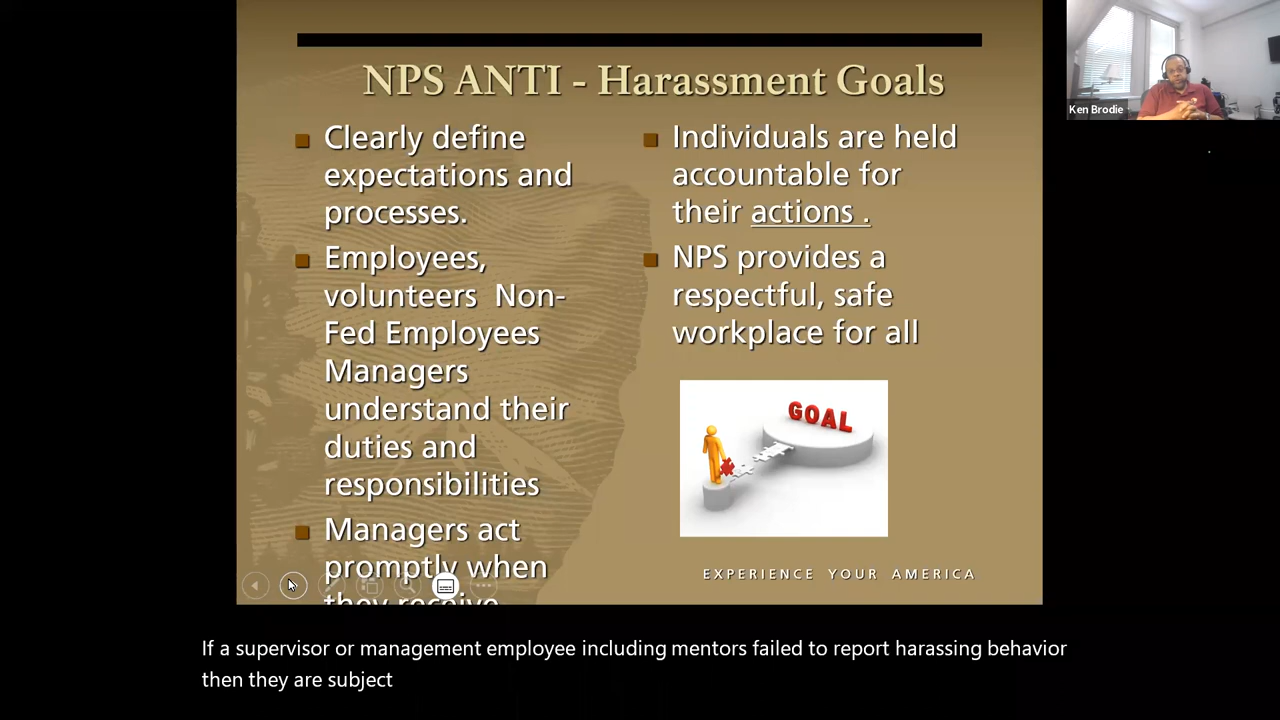 NPS ANTI - Harassment Goals
Clearly define
expectations and
processes.
Employees,
volunteers Non-
Fed Employees
Managers
understand their
duties and
responsibilities
Managers act
promptly when
they receive
Individuals are held
accountable for
their actions .
NPS provides a
respectful, safe
workplace for all
GOAL
EXPERIENCE YOUR AMERICA
Ken Brodie
If a supervisor or management employee including mentors failed to report harassing behavior
then they are subject